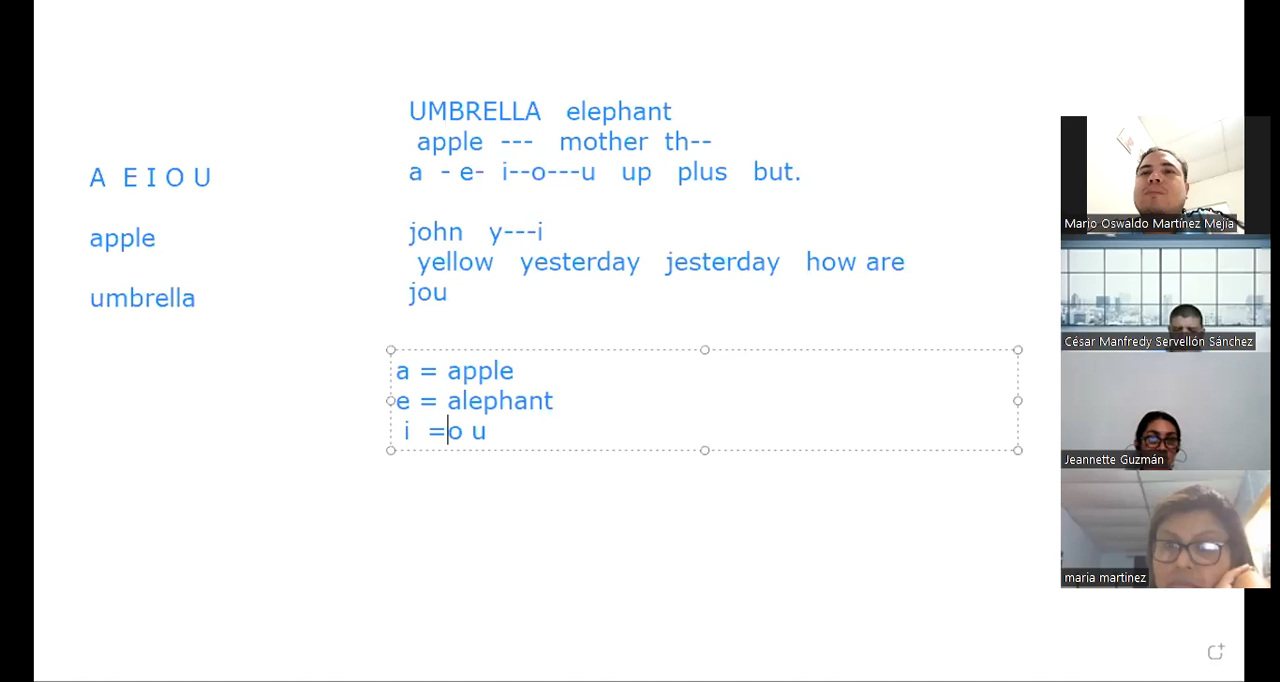 A E I O U
apple
umbrella
UMBRELLA elephant
apple --- mother th--
a - e- i--o---u up plus but.
john y---i
yellow yesterday jesterday how are
jou
a = apple
e = alephant
i =o u
Mario Oswaldo Martínez Mejía
César Manfredy Servellón Sánchez
Jeannette Guzmán
maria martinez